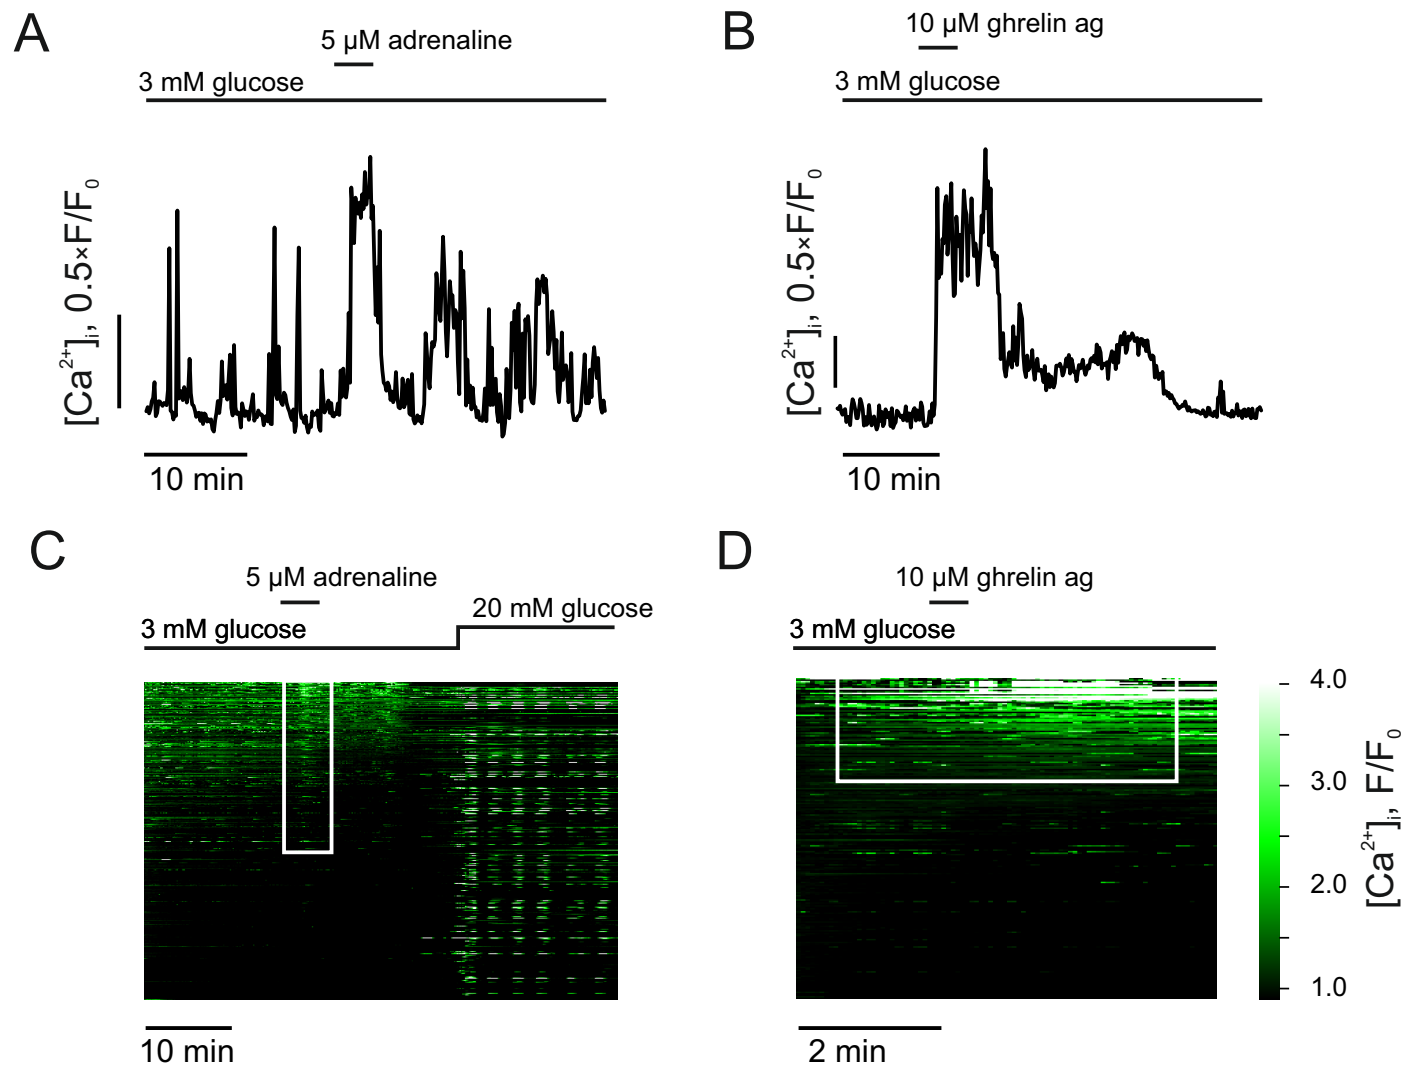 A
5 µM adrenaline
3 mM glucose
[Ca²⁺]ᵢ, 0.5×F/F₀
10 min
B
10 µM ghrelin ag
3 mM glucose
[Ca²⁺]ᵢ, 0.5×F/F₀
10 min
C
5 µM adrenaline
20 mM glucose
3 mM glucose
10 min
D
10 µM ghrelin ag
3 mM glucose
2 min
4.0
3.0
2.0
1.0
[Ca²⁺]ᵢ, F/F₀